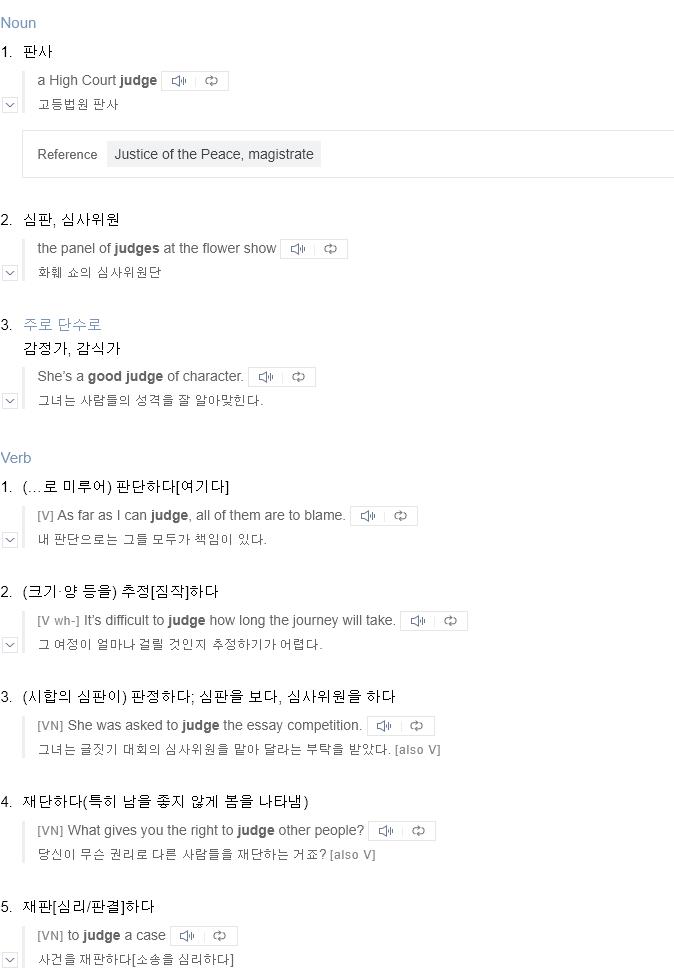 Noun
1. 판사
a High Court judge
고등법원 판사
Reference Justice of the Peace, magistrate
2. 심판, 심사위원
the panel of judges at the flower show
화훼 쇼의 심사위원단
3. 주로 단수로
감정가, 감식가
She’s a good judge of character.
그녀는 사람들의 성격을 잘 알아맞힌다.
Verb
1. (…로 미루어) 판단하다[여기다]
[V] As far as I can judge, all of them are to blame.
내 판단으로는 그들 모두가 책임이 있다.
2. (크기·양 등을) 추정[짐작]하다
[V wh-] It’s difficult to judge how long the journey will take.
그 여정이 얼마나 걸릴 것인지 추정하기가 어렵다.
3. (시합의 심판이) 판정하다; 심판을 보다, 심사위원을 하다
[VN] She was asked to judge the essay competition.
그녀는 글짓기 대회의 심사위원을 맡아 달라는 부탁을 받았다. [also V]
4. 재단하다(특히 남을 좋지 않게 봄을 나타냄)
[VN] What gives you the right to judge other people?
당신이 무슨 권리로 다른 사람들을 재단하는 거죠? [also V]
5. 재판[심리/판결]하다
[VN] to judge a case
사건을 재판하다[소송을 심리하다]